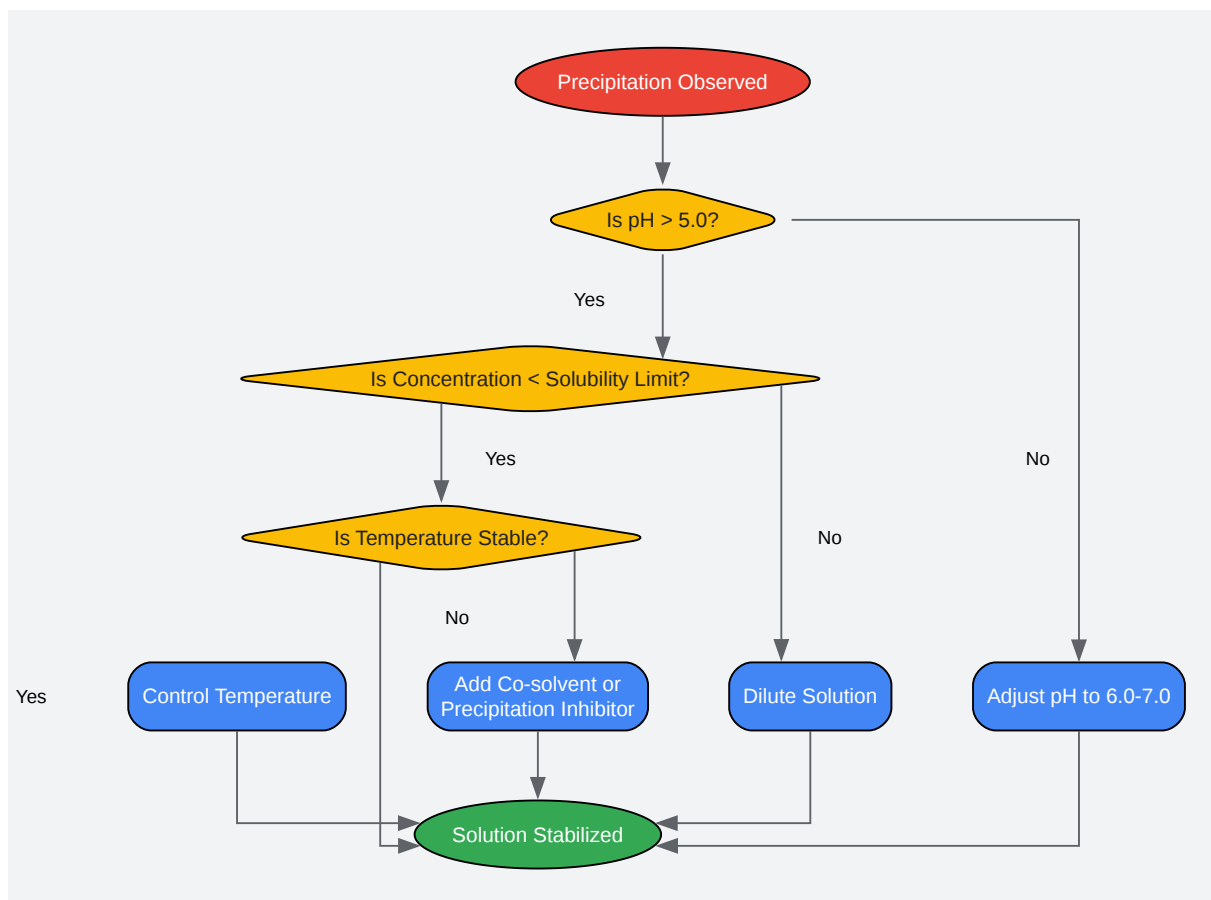 Precipitation Observed
Is pH > 5.0?
Yes
Is Concentration < Solubility Limit?
Yes
No
Is Temperature Stable?
No
No
Yes
Control Temperature
Add Co-solvent or
Precipitation Inhibitor
Dilute Solution
Adjust pH to 6.0-7.0
Solution Stabilized